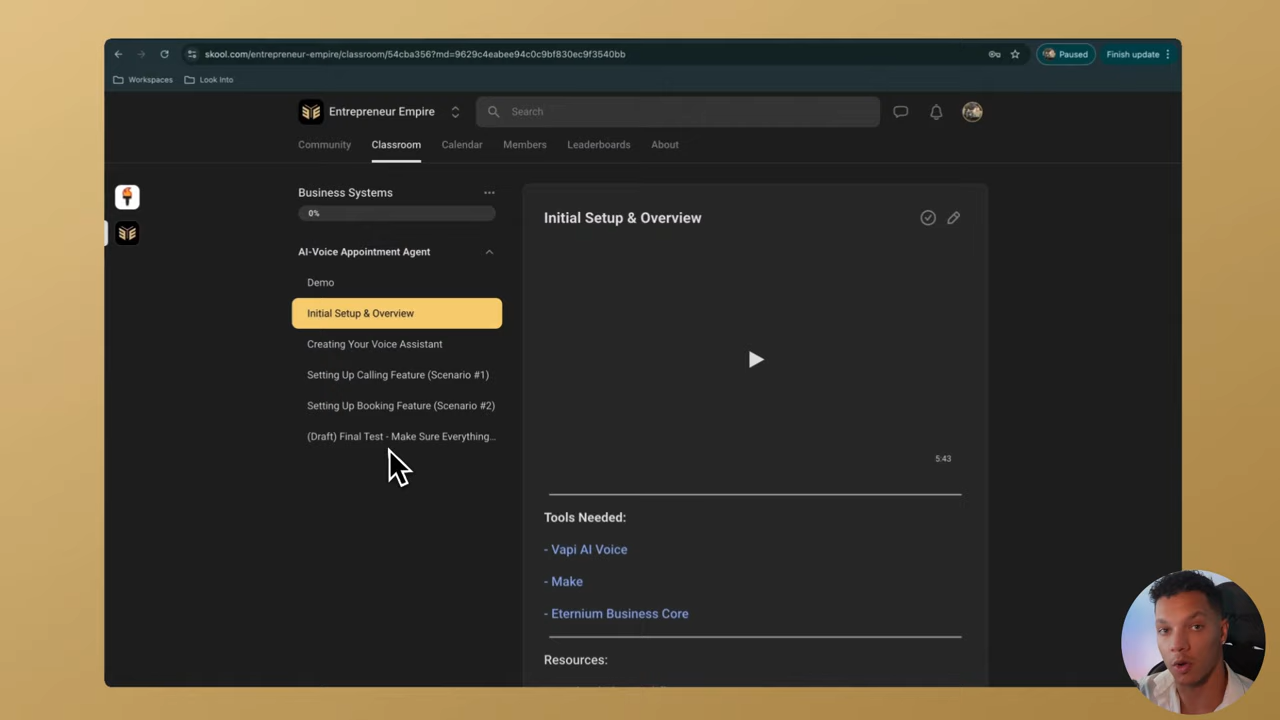 skool.com/entrepreneur-empire/classroom/54cba356?md=9629c4eabee94c0c9bf830ec9f3540bb
Paused
Finish update
Workspaces
Look Into
Entrepreneur Empire
Search
Community
Classroom
Calendar
Members
Leaderboards
About
Business Systems
0%
AI-Voice Appointment Agent
Demo
Initial Setup & Overview
Creating Your Voice Assistant
Setting Up Calling Feature (Scenario #1)
Setting Up Booking Feature (Scenario #2)
(Draft) Final Test - Make Sure Everything...
Initial Setup & Overview
5:43
Tools Needed:
- Vapi AI Voice
- Make
- Eternium Business Core
Resources: